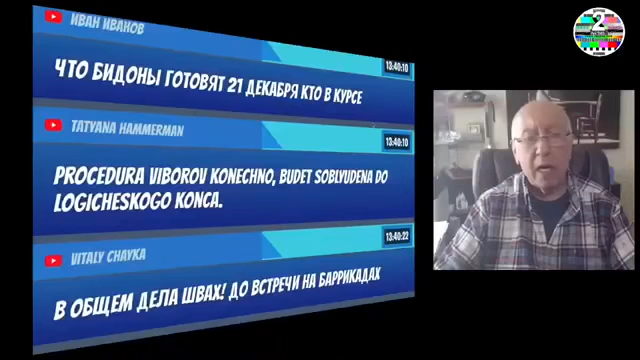 ИВАН ИВАНОВ
13:40:10
ЧТО БИДОНЫ ГОТОВЯТ 21 ДЕКАБРЯ КТО В КУРСЕ
TATYANA HAMMERMAN
13:40:10
PROCEDURA VIBOROV KONECHNO, BUDET SOBLYUDENA DO
LOGICHESKOGO KONCA.
VITALY CHAYKA
13:40:22
В ОБЩЕМ ДЕЛА ШВАХ! ДО ВСТРЕЧИ НА БАРРИКАДАХ
2